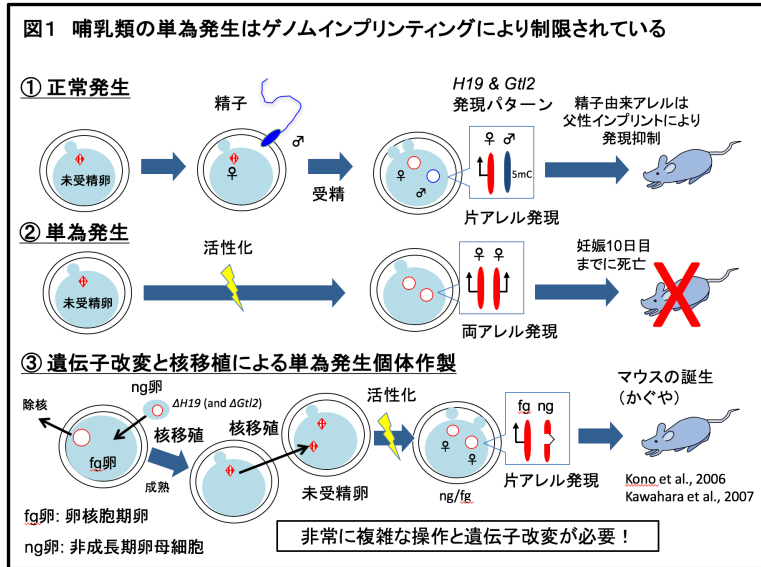 図1 哺乳類の単為発生はゲノムインプリンティングにより制限されている
① 正常発生
精子
♂
未受精卵
♀
受精
H19 & Gtl2
発現パターン
♀ ♂
5mC
♀
♂
片アレル発現
精子由来アレルは
父性インプリントにより
発現抑制
② 単為発生
未受精卵
活性化
♀ ♀
両アレル発現
妊娠10日目
までに死亡
X
③ 遺伝子改変と核移植による単為発生個体作製
ng卵
ΔH19 (and ΔGtl2)
除核
fg卵
核移植
成熟
核移植
未受精卵
活性化
♀
♀
ng/fg
fg ng
片アレル発現
マウスの誕生
(かぐや)
Kono et al., 2006
Kawahara et al., 2007
fg卵: 卵核胞期卵
ng卵: 非成長期卵母細胞
非常に複雑な操作と遺伝子改変が必要！